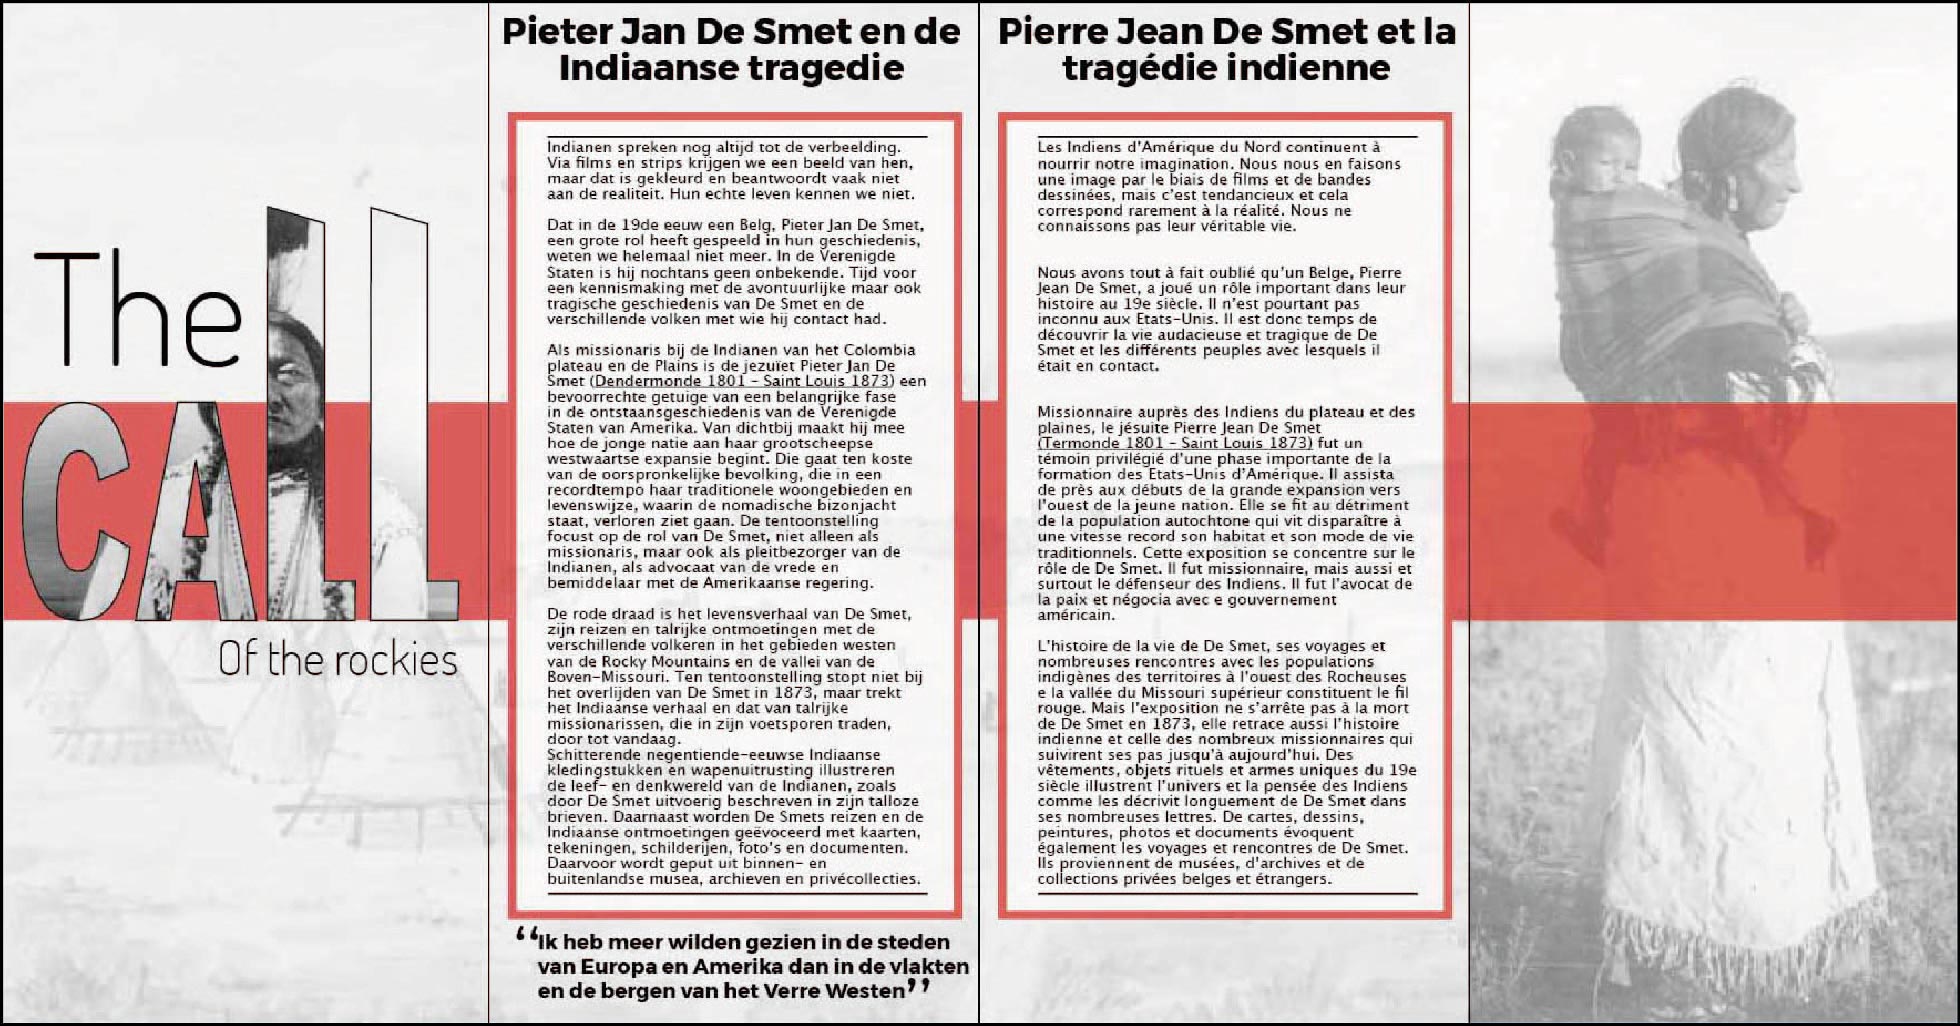 The
CALL
Of the rockies
Pieter Jan De Smet en de
Indiaanse tragedie
Indianen spreken nog altijd tot de verbeelding.
Via films en strips krijgen we een beeld van hen,
maar dat is gekleurd en beantwoordt vaak niet
aan de realiteit. Hun echte leven kennen we niet.
Dat in de 19de eeuw een Belg, Pieter Jan De Smet,
een grote rol heeft gespeeld in hun geschiedenis,
weten we helemaal niet meer. In de Verenigde
Staten is hij nochtans geen onbekende. Tijd voor
een kennismaking met de avontuurlijke maar ook
tragische geschiedenis van De Smet en de
verschillende volken met wie hij contact had.
Als missionaris bij de Indianen van het Colombia
plateau en de Plains is de jezuïet Pieter Jan De
Smet (Dendermonde 1801 – Saint Louis 1873) een
bevoorrechte getuige van een belangrijke fase
in de ontstaansgeschiedenis van de Verenigde
Staten van Amerika. Van dichtbij maakt hij mee
hoe de jonge natie aan haar grootscheepse
westwaartse expansie begint. Die gaat ten koste
van de oorspronkelijke bevolking, die in een
recordtempo haar traditionele woongebieden en
levenswijze, waarin de nomadische bizonjacht
staat, verloren ziet gaan. De tentoonstelling
focust op de rol van De Smet, niet alleen als
missionaris, maar ook als pleitbezorger van de
Indianen, als advocaat van de vrede en
bemiddelaar met de Amerikaanse regering.
De rode draad is het levensverhaal van De Smet,
zijn reizen en talrijke ontmoetingen met de
verschillende volkeren in het gebieden westen
van de Rocky Mountains en de vallei van de
Boven-Missouri. Ten tentoonstelling stopt niet bij
het overlijden van De Smet in 1873, maar trekt
het Indiaanse verhaal en dat van talrijke
missionarissen, die in zijn voetsporen traden,
door tot vandaag.
Schitterende negentiende-eeuwse Indiaanse
kledingstukken en wapenuitrusting illustreren
de leef- en denkwereld van de Indianen, zoals
door De Smet uitvoerig beschreven in zijn talloze
brieven. Daarnaast worden De Smets reizen en de
Indiaanse ontmoetingen geëvoceerd met kaarten,
tekeningen, schilderijen, foto's en documenten.
Daarvoor wordt geput uit binnen- en
buitenlandse musea, archieven en privécollecties.
“Ik heb meer wilden gezien in de steden
van Europa en Amerika dan in de vlakten
en de bergen van het Verre Westen”
Pierre Jean De Smet et la
tragédie indienne
Les Indiens d'Amérique du Nord continuent à
nourrir notre imagination. Nous nous en faisons
une image par le biais de films et de bandes
dessinées, mais c'est tendancieux et cela
correspond rarement à la réalité. Nous ne
connaissons pas leur véritable vie.
Nous avons tout à fait oublié qu'un Belge, Pierre
Jean De Smet, a joué un rôle important dans leur
histoire au 19e siècle. Il n'est pourtant pas
inconnu aux Etats-Unis. Il est donc temps de
découvrir la vie audacieuse et tragique de De
Smet et les différents peuples avec lesquels il
était en contact.
Missionnaire auprès des Indiens du plateau et des
plaines, le jésuite Pierre Jean De Smet
(Termonde 1801 – Saint Louis 1873) fut un
témoin privilégié d'une phase importante de la
formation des Etats-Unis d'Amérique. Il assista
de près aux débuts de la grande expansion vers
l'ouest de la jeune nation. Elle se fit au détriment
de la population autochtone qui vit disparaître à
une vitesse record son habitat et son mode de vie
traditionnels. Cette exposition se concentre sur le
rôle de De Smet. Il fut missionnaire, mais aussi et
surtout le défenseur des Indiens. Il fut l'avocat de
la paix et négocia avec e gouvernement
américain.
L'histoire de la vie de De Smet, ses voyages et
nombreuses rencontres avec les populations
indigènes des territoires à l'ouest des Rocheuses
e la vallée du Missouri supérieur constituent le fil
rouge. Mais l'exposition ne s'arrête pas à la mort
de De Smet en 1873, elle retrace aussi l'histoire
indienne et celle des nombreux missionnaires qui
suivirent ses pas jusqu'à aujourd'hui. Des
vêtements, objets rituels et armes uniques du 19e
siècle illustrent l'univers et la pensée des Indiens
comme les décrivit longuement de De Smet dans
ses nombreuses lettres. De cartes, dessins,
peintures, photos et documents évoquent
également les voyages et rencontres de De Smet.
Ils proviennent de musées, d'archives et de
collections privées belges et étrangers.